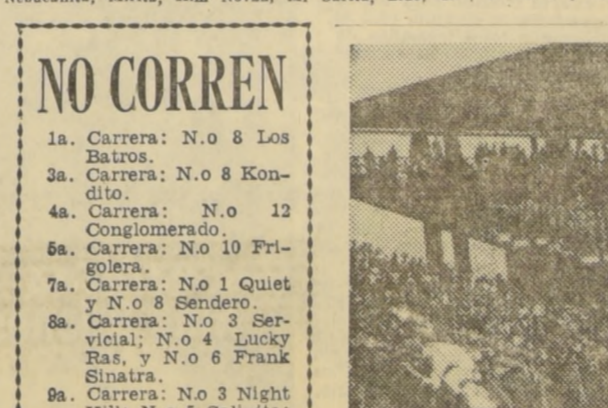 NO CORREN
1a. Carrera: N.o 8 Los
Batros.
3a. Carrera: N.o 8 Kon-
dito.
4a. Carrera: N.o 12
Conglomerado.
5a. Carrera: N.o 10 Fri-
golera.
7a. Carrera: N.o 1 Quiet
y N.o 8 Sendero.
8a. Carrera: N.o 3 Ser-
vicial; N.o 4 Lucky
Ras, y N.o 6 Frank
Sinatra.
9a. Carrera: N.o 3 Night